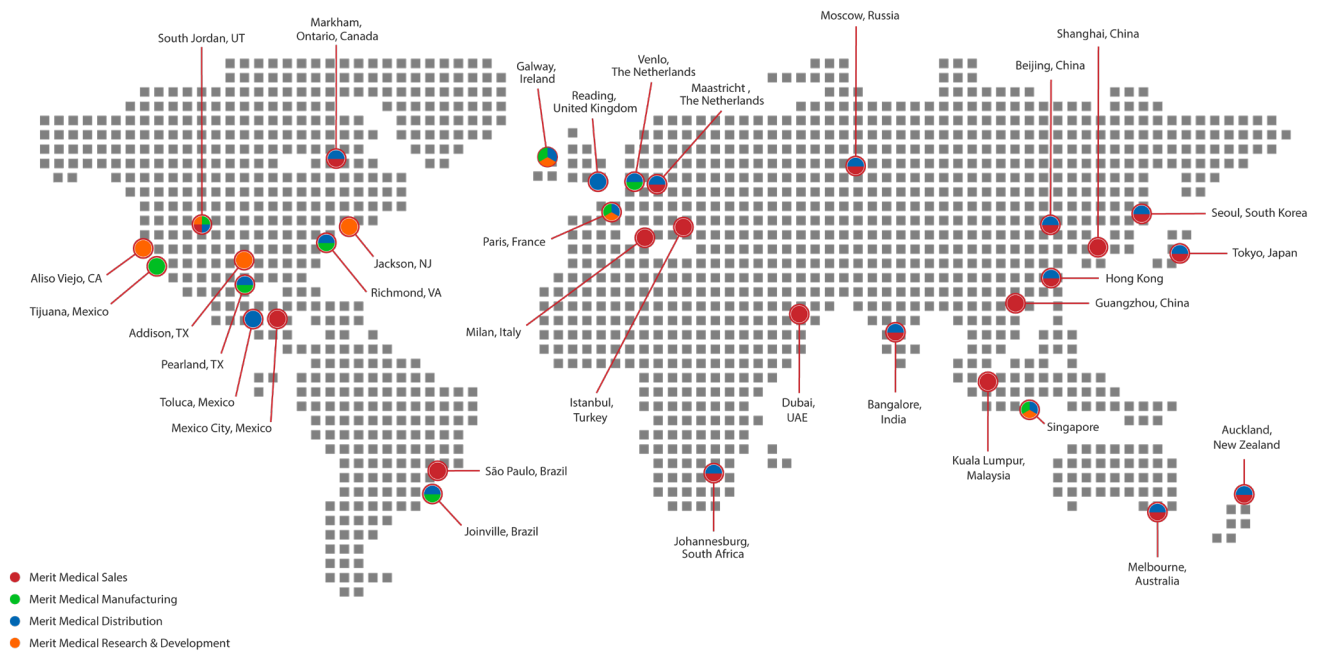 Moscow, Russia
Markham,
Ontario, Canada
South Jordan, UT
Shanghai, China
Venlo,
The Netherlands
Galway,
Ireland
Beijing, China
Maastricht ,
The Netherlands
Reading,
United Kingdom
Seoul, South Korea
Paris, France
Tokyo, Japan
Jackson, NJ
Aliso Viejo, CA
Hong Kong
Richmond, VA
Guangzhou, China
Tijuana, Mexico
Addison, TX
Milan, Italy
Pearland, TX
Toluca, Mexico
Istanbul,
Turkey
Dubai,
UAE
Bangalore,
India
Mexico City, Mexico
Singapore
Auckland,
New Zealand
Kuala Lumpur,
Malaysia
São Paulo, Brazil
Joinville, Brazil
Johannesburg,
South Africa
Melbourne,
Australia
Merit Medical Sales
Merit Medical Manufacturing
Merit Medical Distribution
Merit Medical Research & Development